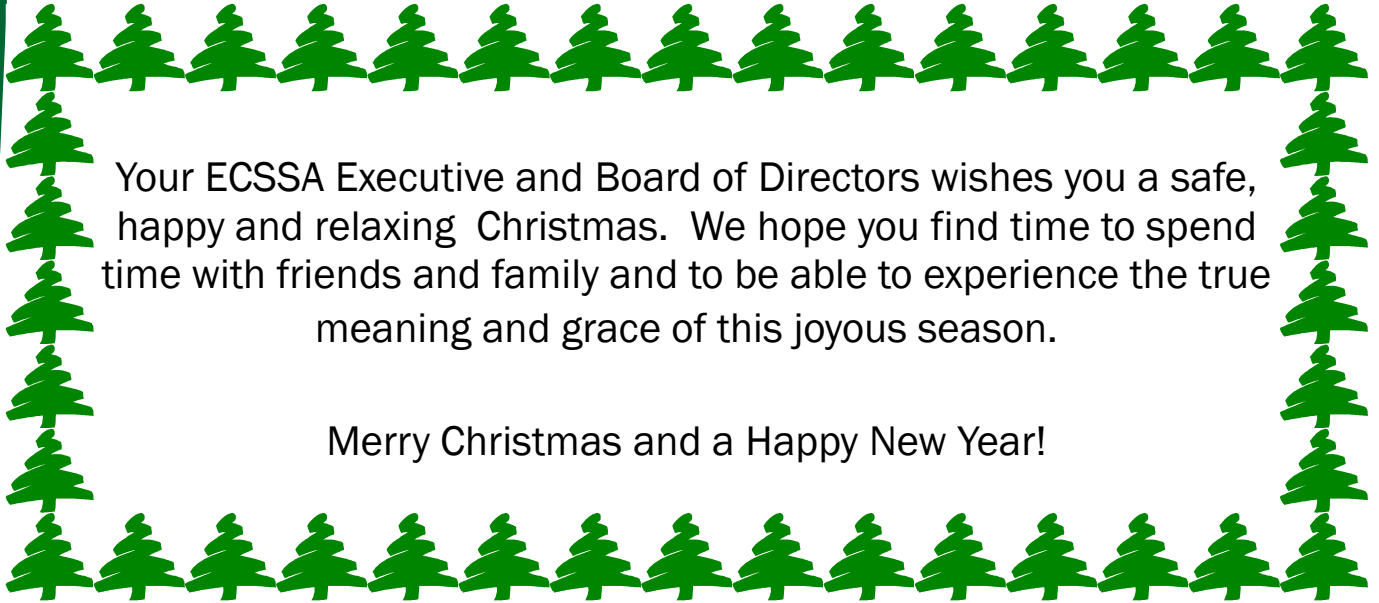 Your ECSSA Executive and Board of Directors wishes you a safe,
happy and relaxing  Christmas.  We hope you find time to spend
time with friends and family and to be able to experience the true
meaning and grace of this joyous season.
Merry Christmas and a Happy New Year!